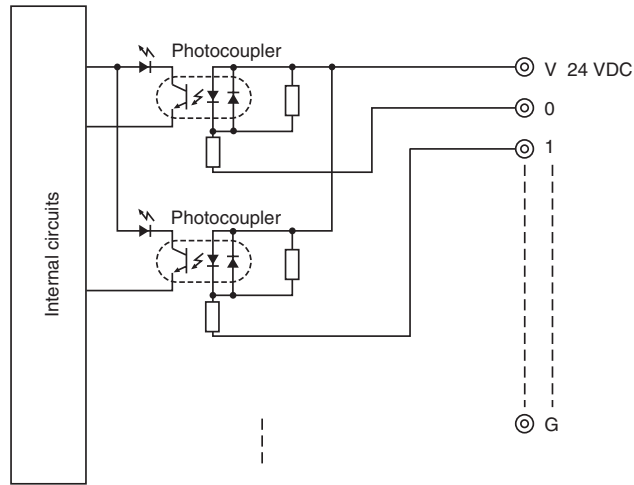 Photocoupler
V 24 VDC
0
1
Photocoupler
Internal circuits
G